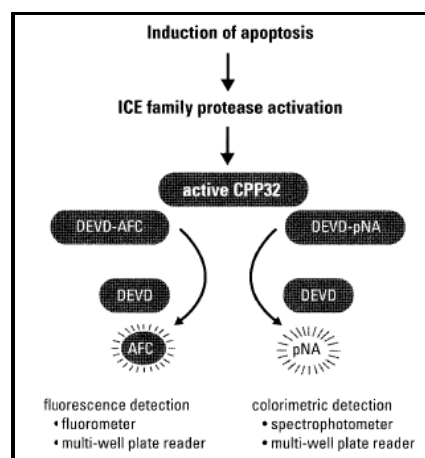 Induction of apoptosis
ICE family protease activation
active CPP32
DEVD-AFC
DEVD-pNA
DEVD
DEVD
AFC
pNA
fluorescence detection
• fluorometer
• multi-well plate reader
colorimetric detection
• spectrophotometer
• multi-well plate reader